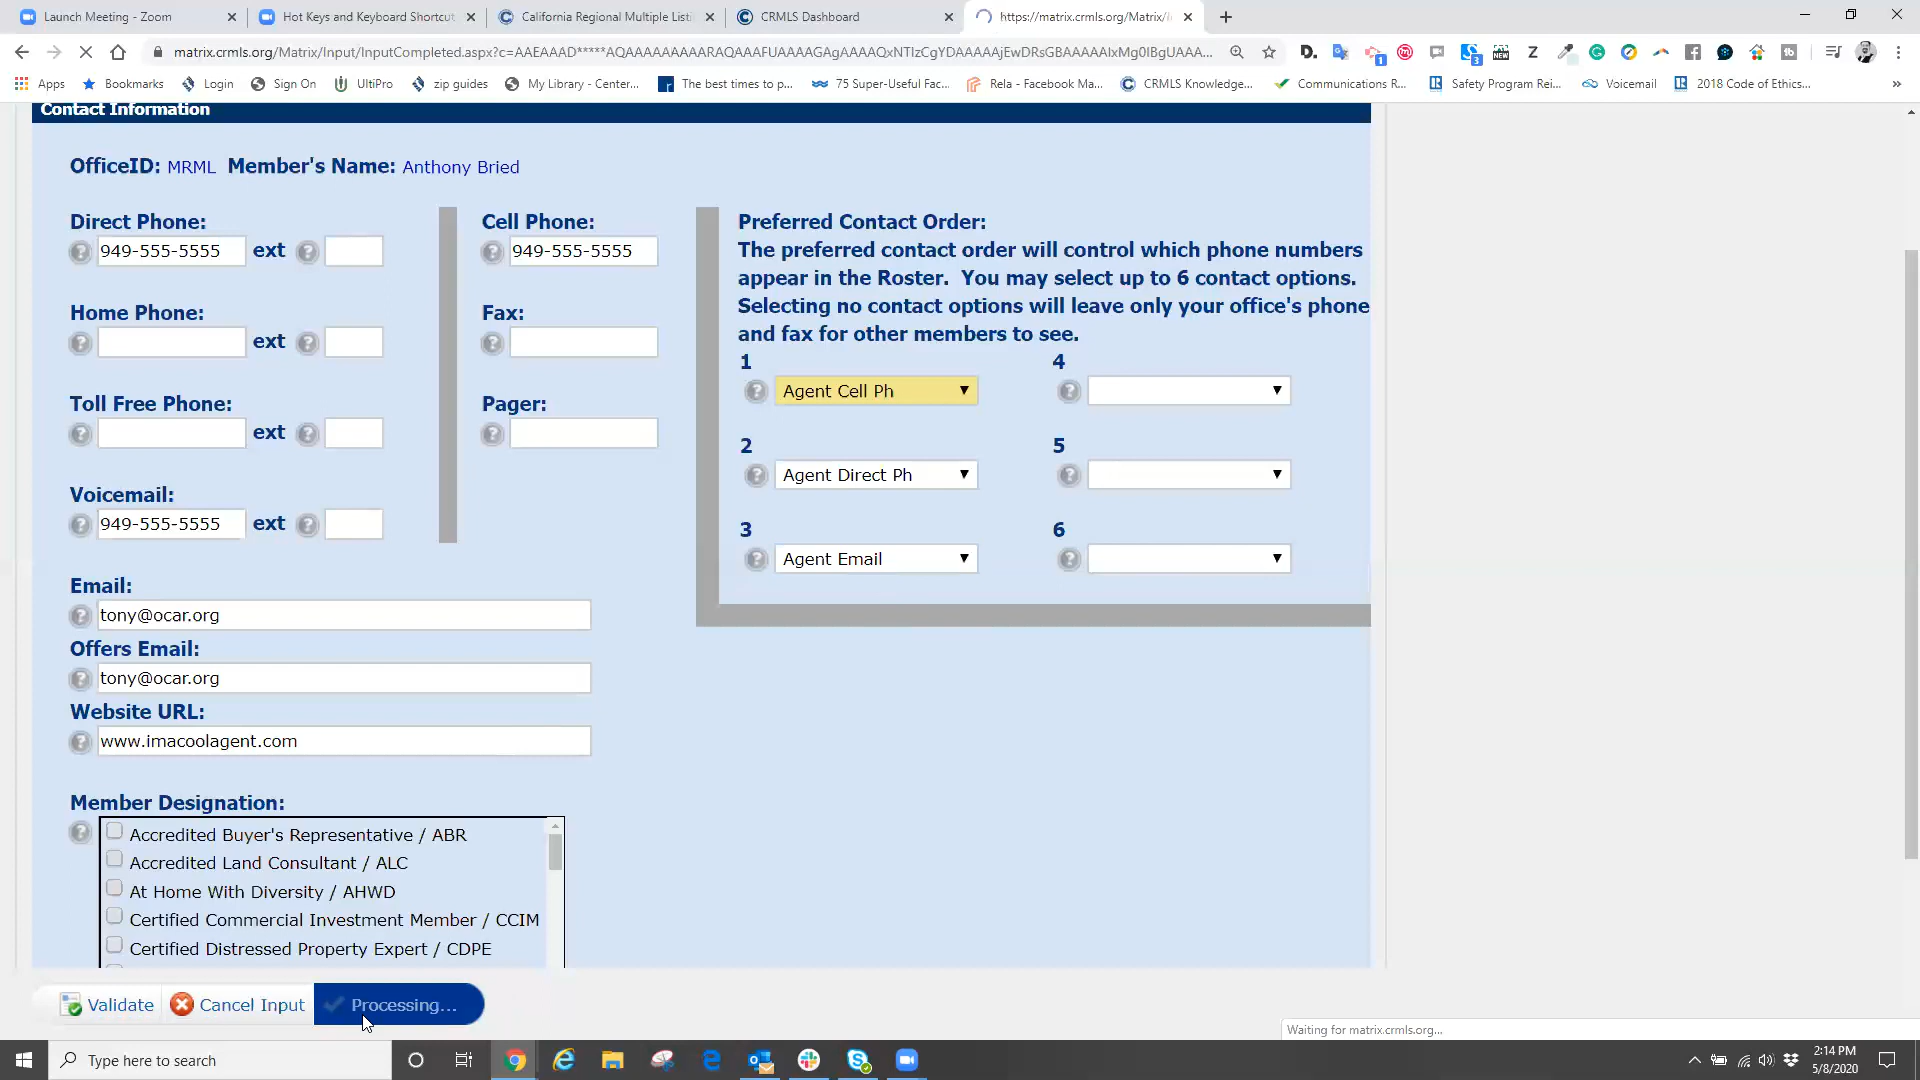 Launch Meeting - Zoom
Hot Keys and Keyboard Shortcut
California Regional Multiple Listi
CRMLS Dashboard
https://matrix.crmls.org/Matrix/I
matrix.crmls.org/Matrix/Input/InputCompleted.aspx?c=AAEAAAD*****AQAAAAAAAAARAQAAAFUAAAAGAgAAAAQxNTIzCgYDAAAAAjEwDRsGBAAAAAIxMg0IBgUAAA...
Apps
Bookmarks
Login
Sign On
UltiPro
zip guides
My Library - Center...
The best times to p...
75 Super-Useful Fac...
Rela - Facebook Ma...
CRMLS Knowledge...
Communications R...
Safety Program Rei...
Voicemail
2018 Code of Ethics...
Contact Information
OfficeID: MRML Member's Name: Anthony Bried
Direct Phone:
949-555-5555 ext
Home Phone:
ext
Toll Free Phone:
ext
Voicemail:
949-555-5555 ext
Cell Phone:
949-555-5555
Fax:
Pager:
Preferred Contact Order:
The preferred contact order will control which phone numbers
appear in the Roster. You may select up to 6 contact options.
Selecting no contact options will leave only your office's phone
and fax for other members to see.
1 4
Agent Cell Ph
2 5
Agent Direct Ph
3 6
Agent Email
Email:
tony@ocar.org
Offers Email:
tony@ocar.org
Website URL:
www.imacoolagent.com
Member Designation:
Accredited Buyer's Representative / ABR
Accredited Land Consultant / ALC
At Home With Diversity / AHWD
Certified Commercial Investment Member / CCIM
Certified Distressed Property Expert / CDPE
Validate
Cancel Input
Processing...
Waiting for matrix.crmls.org...
Type here to search
2:14 PM
5/8/2020